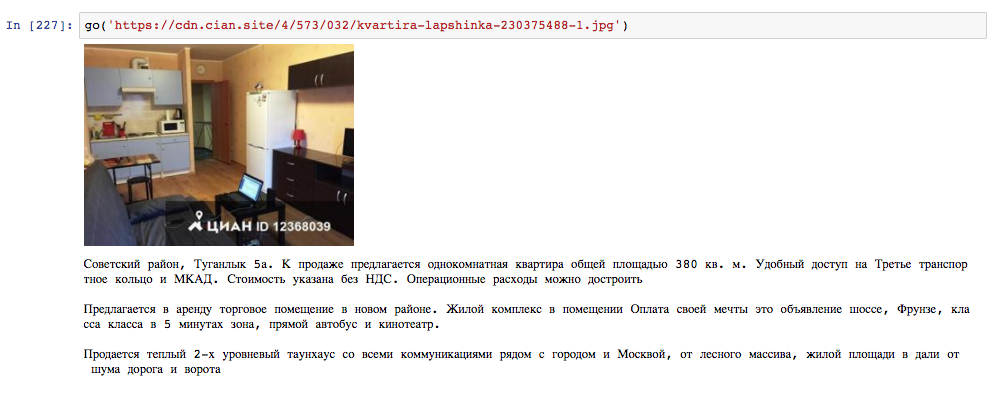 In [227]: go('https://cdn.cian.site/4/573/032/kvartira-lapshinka-230375488-1.jpg')
ЦИАН ID 12368039
Советский район, Туганлык 5а. К продаже предлагается однокомнатная квартира общей площадью 380 кв. м. Удобный доступ на Третье транспор
тное кольцо и МКАД. Стоимость указана без НДС. Операционные расходы можно достроить
Предлагается в аренду торговое помещение в новом районе. Жилой комплекс в помещении Оплата своей мечты это объявление шоссе, Фрунзе, кла
сса класса в 5 минутах зона, прямой автобус и кинотеатр.
Продается теплый 2-х уровневый таунхаус со всеми коммуникациями рядом с городом и Москвой, от лесного массива, жилой площади в дали от
шума дорога и ворота